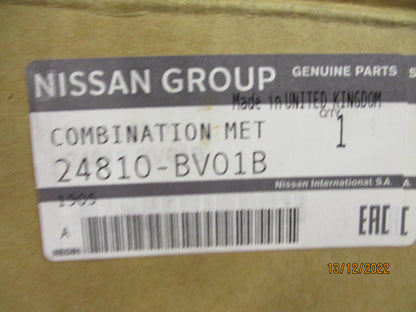 NISSAN GROUP GENUINE PARTS S
Made in UNITED KINGDOM
QTY
COMBINATION MET 1
24810-BV01B
Nissan International. S.A A
1905
A
EAC C
13/12/2022